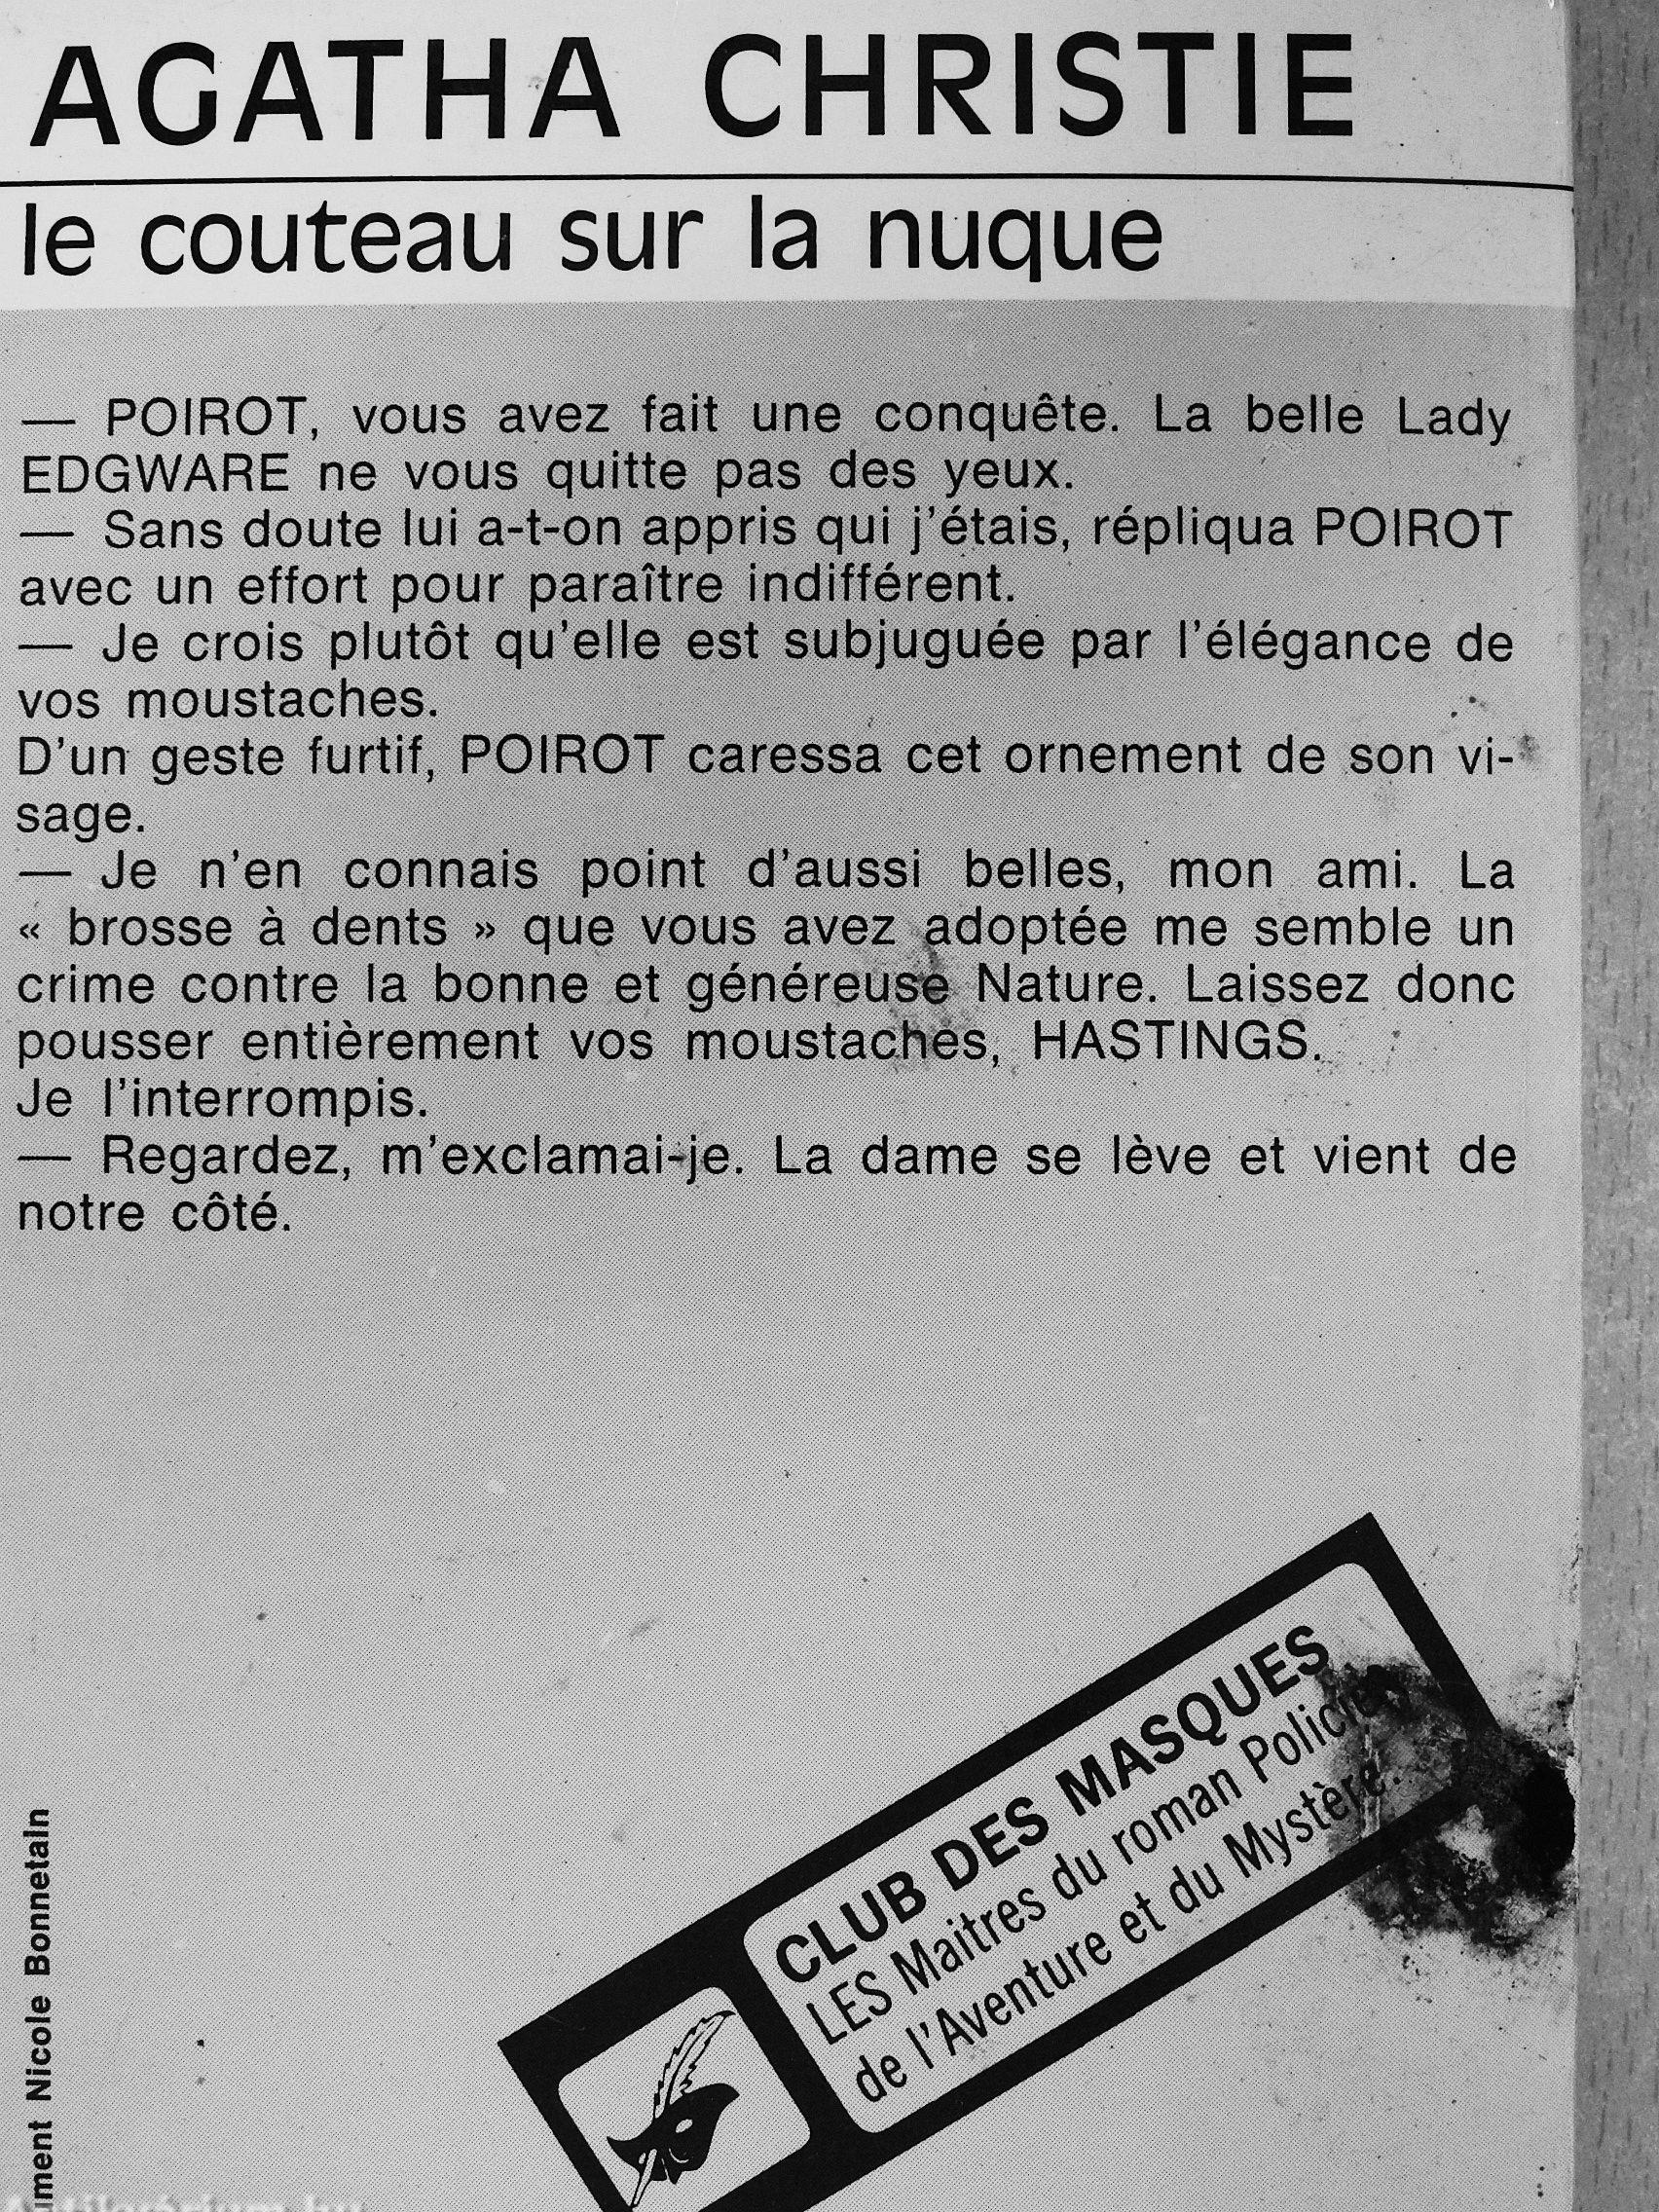 AGATHA CHRISTIE
le couteau sur la nuque
— POIROT, vous avez fait une conquête. La belle Lady
EDGWARE ne vous quitte pas des yeux.
— Sans doute lui a-t-on appris qui j'étais, répliqua POIROT
avec un effort pour paraître indifférent.
— Je crois plutôt qu'elle est subjuguée par l'élégance de
vos moustaches.
D'un geste furtif, POIROT caressa cet ornement de son vi-
sage.
— Je n'en connais point d'aussi belles, mon ami. La
« brosse à dents » que vous avez adoptée me semble un
crime contre la bonne et généreuse Nature. Laissez donc
pousser entièrement vos moustaches, HASTINGS.
Je l'interrompis.
— Regardez, m'exclamai-je. La dame se lève et vient de
notre côté.
CLUB DES MASQUES
LES Maitres du roman Policier
de l'Aventure et du Mystère.
Nicole Bonnetain